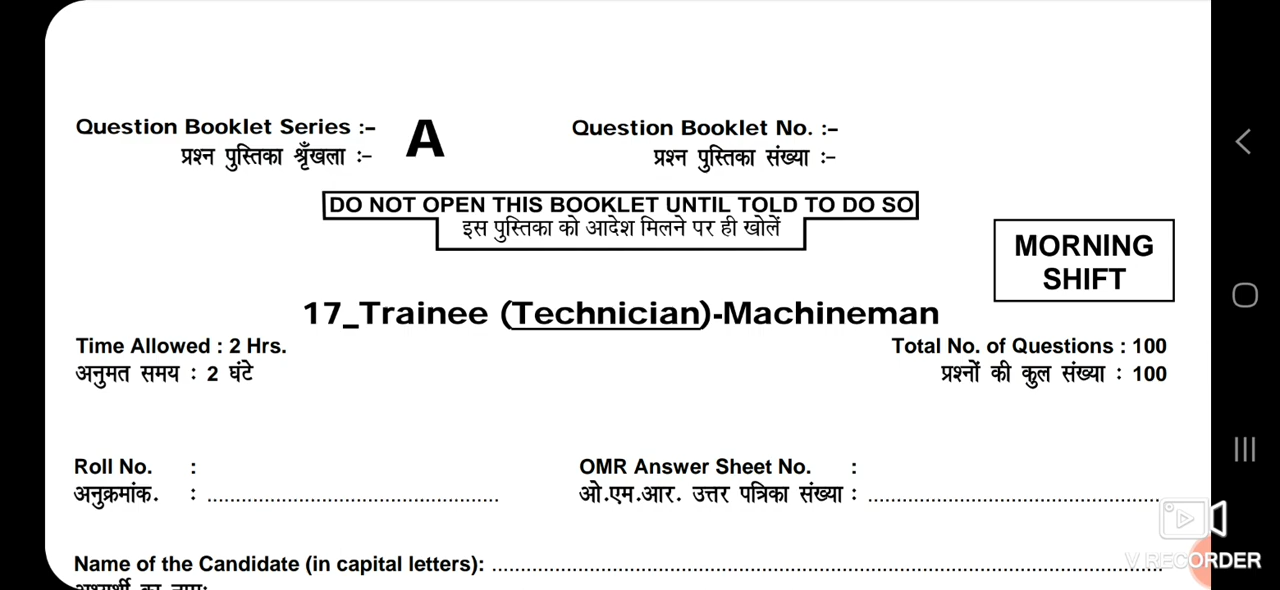 Question Booklet Series :– A Question Booklet No. :–
प्रश्न पुस्तिका श्रृँखला :– प्रश्न पुस्तिका संख्या :–
DO NOT OPEN THIS BOOKLET UNTIL TOLD TO DO SO
इस पुस्तिका को आदेश मिलने पर ही खोलें
MORNING
SHIFT
17_Trainee (Technician)-Machineman
Time Allowed : 2 Hrs. Total No. of Questions : 100
अनुमत समय : 2 घंटे प्रश्नों की कुल संख्या : 100
Roll No. : OMR Answer Sheet No. :
अनुक्रमांक. : ........................................ ओ.एम.आर. उत्तर पत्रिका संख्या : ........................................
Name of the Candidate (in capital letters): ........................................
V RECORDER